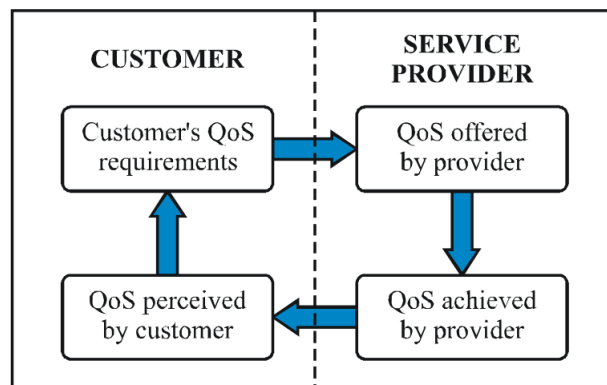 CUSTOMER
SERVICE
PROVIDER
Customer's QoS
requirements
QoS offered
by provider
QoS perceived
by customer
QoS achieved
by provider